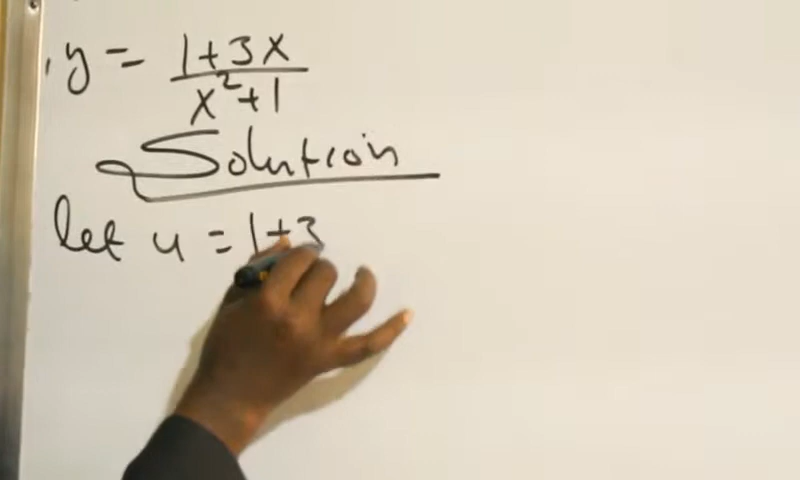 y = 1+3x
x²+1
Solution
let u = 1+3